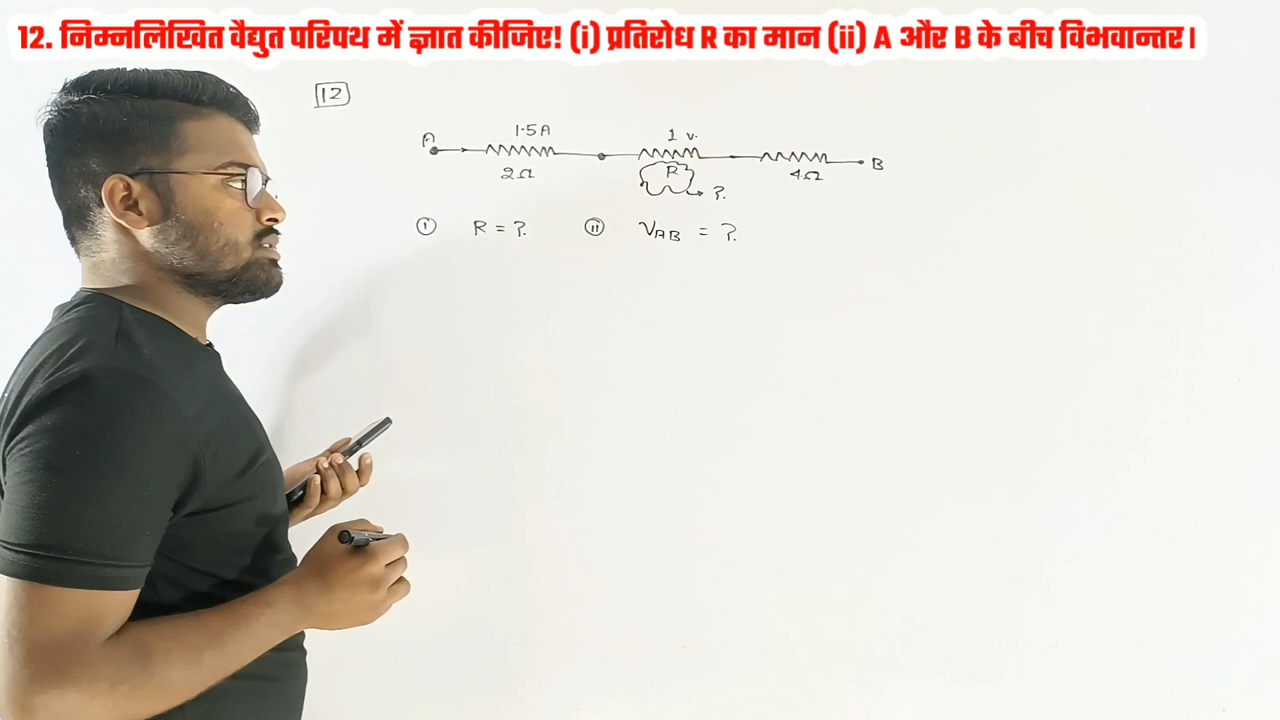 12. निम्नलिखित वैद्युत परिपथ में ज्ञात कीजिए! (i) प्रतिरोध R का मान (ii) A और B के बीच विभवान्तर।
12
A 1.5A 1 v. B
2Ω R ?. 4Ω
(i) R = ?. (ii) VAB = ?.